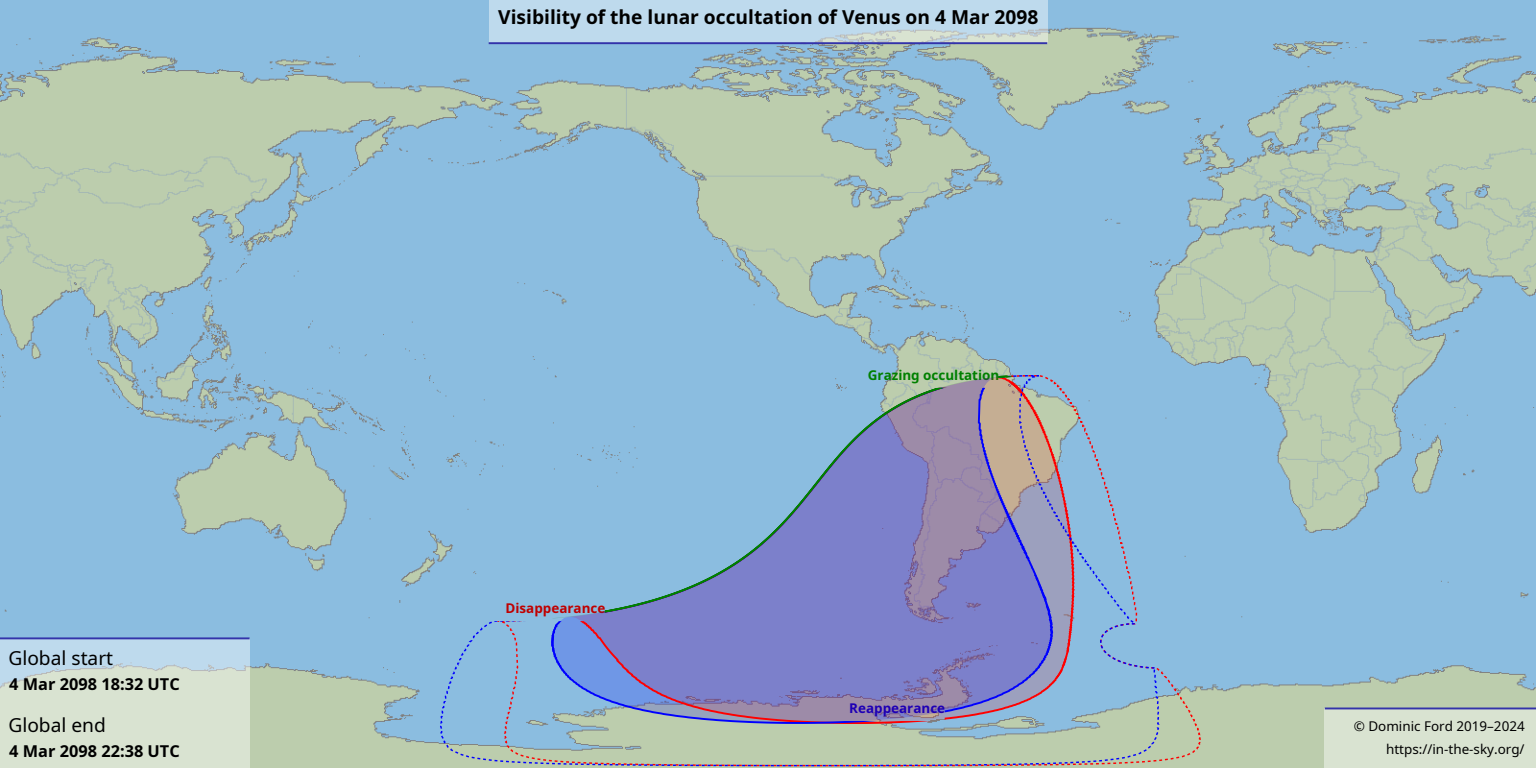 Visibility of the lunar occultation of Venus on 4 Mar 2098
Grazing occultation
Disappearance
Reappearance
Global start
4 Mar 2098 18:32 UTC
Global end
4 Mar 2098 22:38 UTC
© Dominic Ford 2019–2024
https://in-the-sky.org/